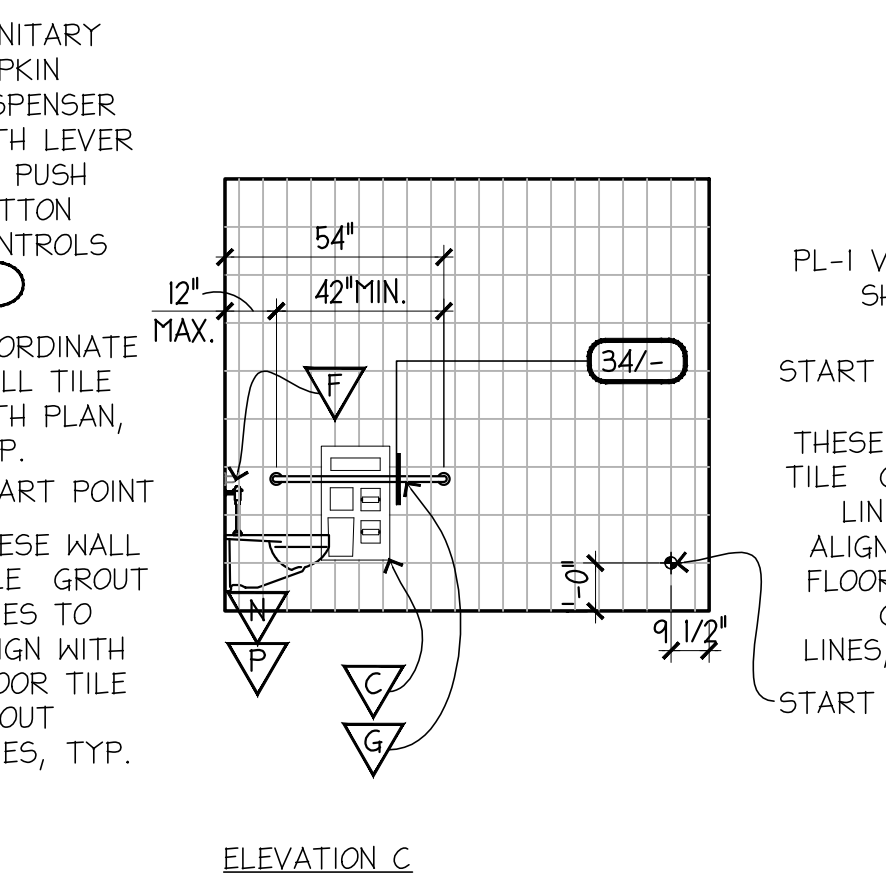 NITARY
PKIN
SPENSER
TH LEVER
PUSH
TTON
NTROLS
ORDINATE
LL TILE
TH PLAN,
P.
ART POINT
ESE WALL
LE GROUT
ES TO
IGN WITH
OOR TILE
OUT
ES, TYP.
54"
12"
MAX.
42"MIN.
34/-
F
N
P
C
G
1'-0"
9 1/2"
ELEVATION C
PL-1 V
SH
START
THESE
TILE
LIN
ALIGN
FLOOR
LINES,
START